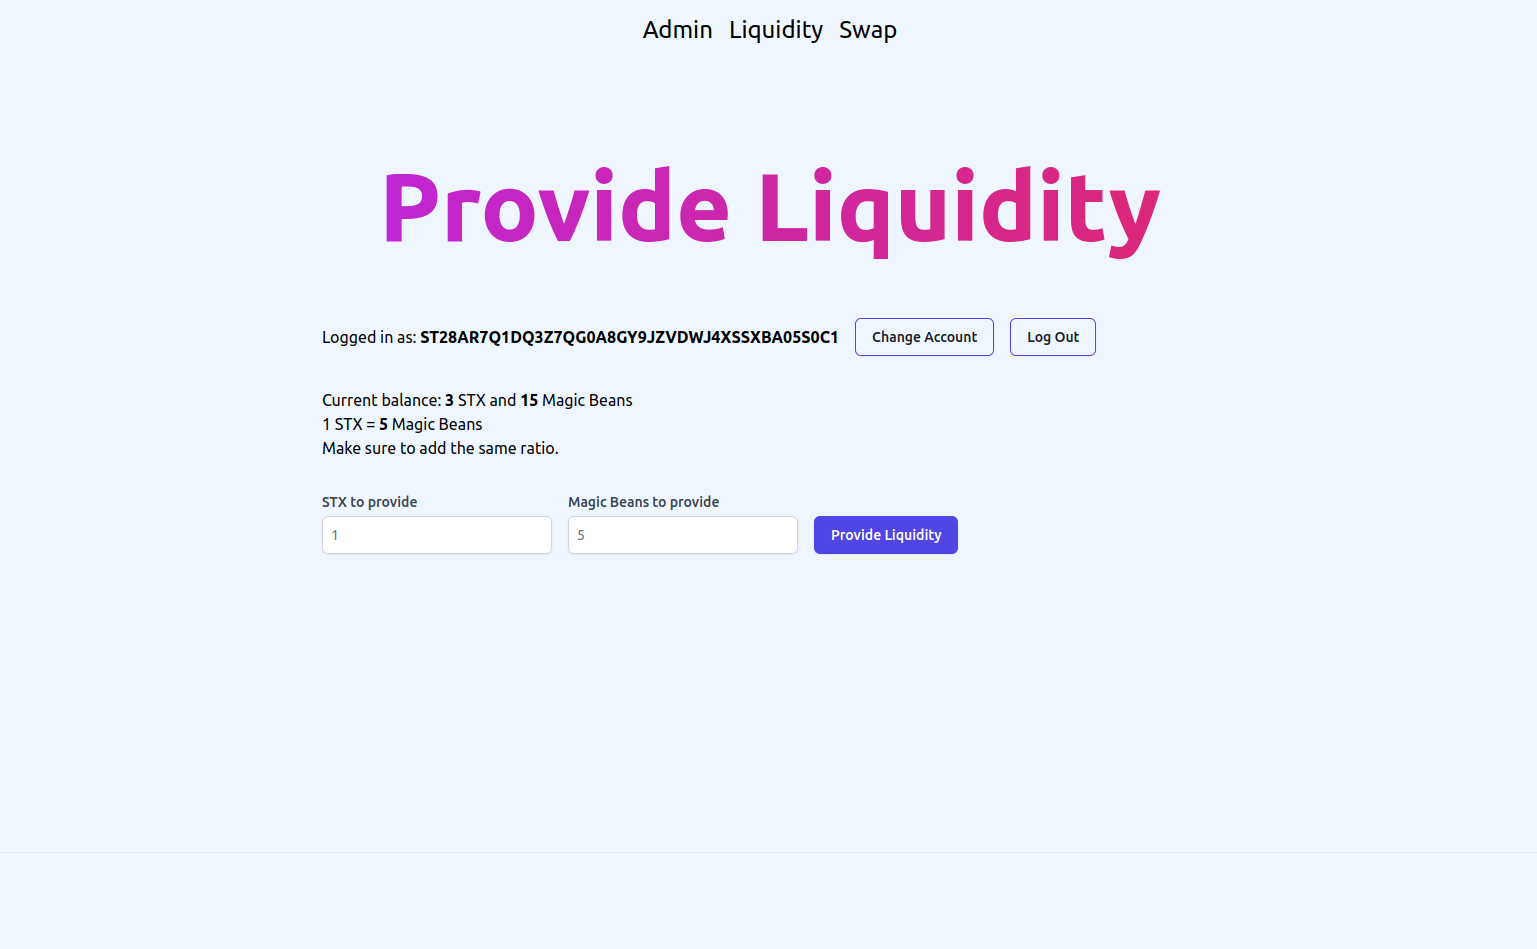 Admin Liquidity Swap
Provide Liquidity
Logged in as: ST28AR7Q1DQ3Z7QG0A8GY9JZVDWJ4XSSXBA05S0C1 Change Account Log Out
Current balance: 3 STX and 15 Magic Beans
1 STX = 5 Magic Beans
Make sure to add the same ratio.
STX to provide Magic Beans to provide
1 5 Provide Liquidity